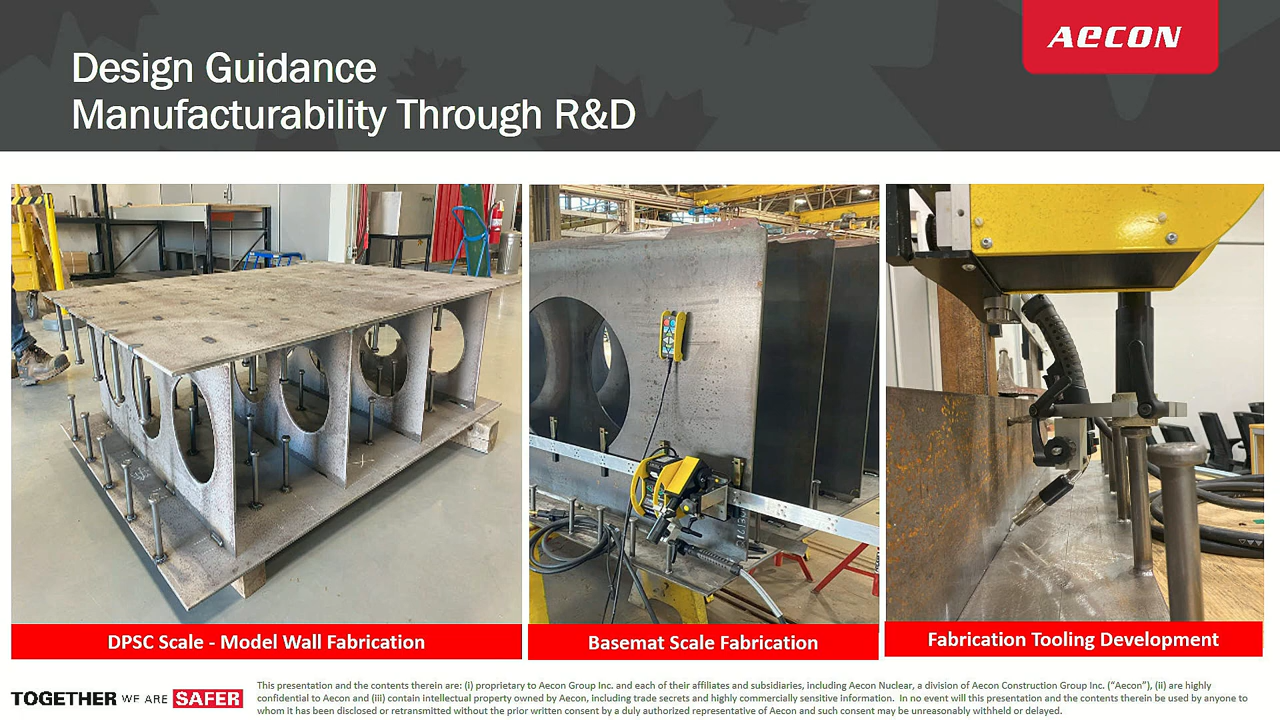 AECON
Design Guidance
Manufacturability Through R&D
DPSC Scale - Model Wall Fabrication
Basemat Scale Fabrication
Fabrication Tooling Development
TOGETHER WE ARE SAFER
This presentation and the contents therein are: (i) proprietary to Aecon Group Inc. and each of their affiliates and subsidiaries, including Aecon Nuclear, a division of Aecon Construction Group Inc. (“Aecon”), (ii) are highly
confidential to Aecon and (iii) contain intellectual property owned by Aecon, including trade secrets and highly commercially sensitive information. In no event will this presentation and the contents therein be used by anyone to
whom it has been disclosed or retransmitted without the prior written consent by a duly authorized representative of Aecon and such consent may be unreasonably withheld or delayed.